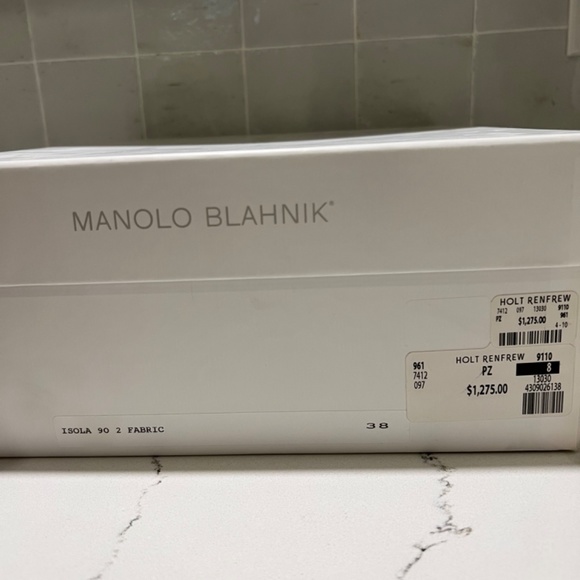 MANOLO BLAHNIK®
HOLT RENFREW
7412 097 13030 9110
PZ $1,275.00 961
4-10
961 HOLT RENFREW 9110
7412 PZ 8
097 13030
$1,275.00 4309026138
ISOLA 90 2 FABRIC 38